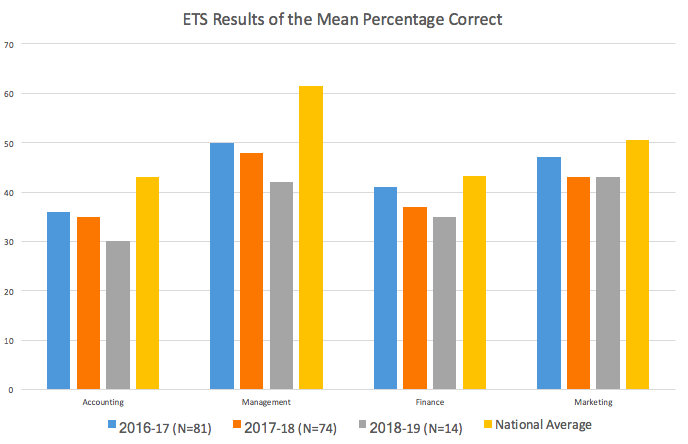 ETS Results of the Mean Percentage Correct
70
60
50
40
30
20
10
0
Accounting Management Finance Marketing
2016-17 (N=81) 2017-18 (N=74) 2018-19 (N=14) National Average